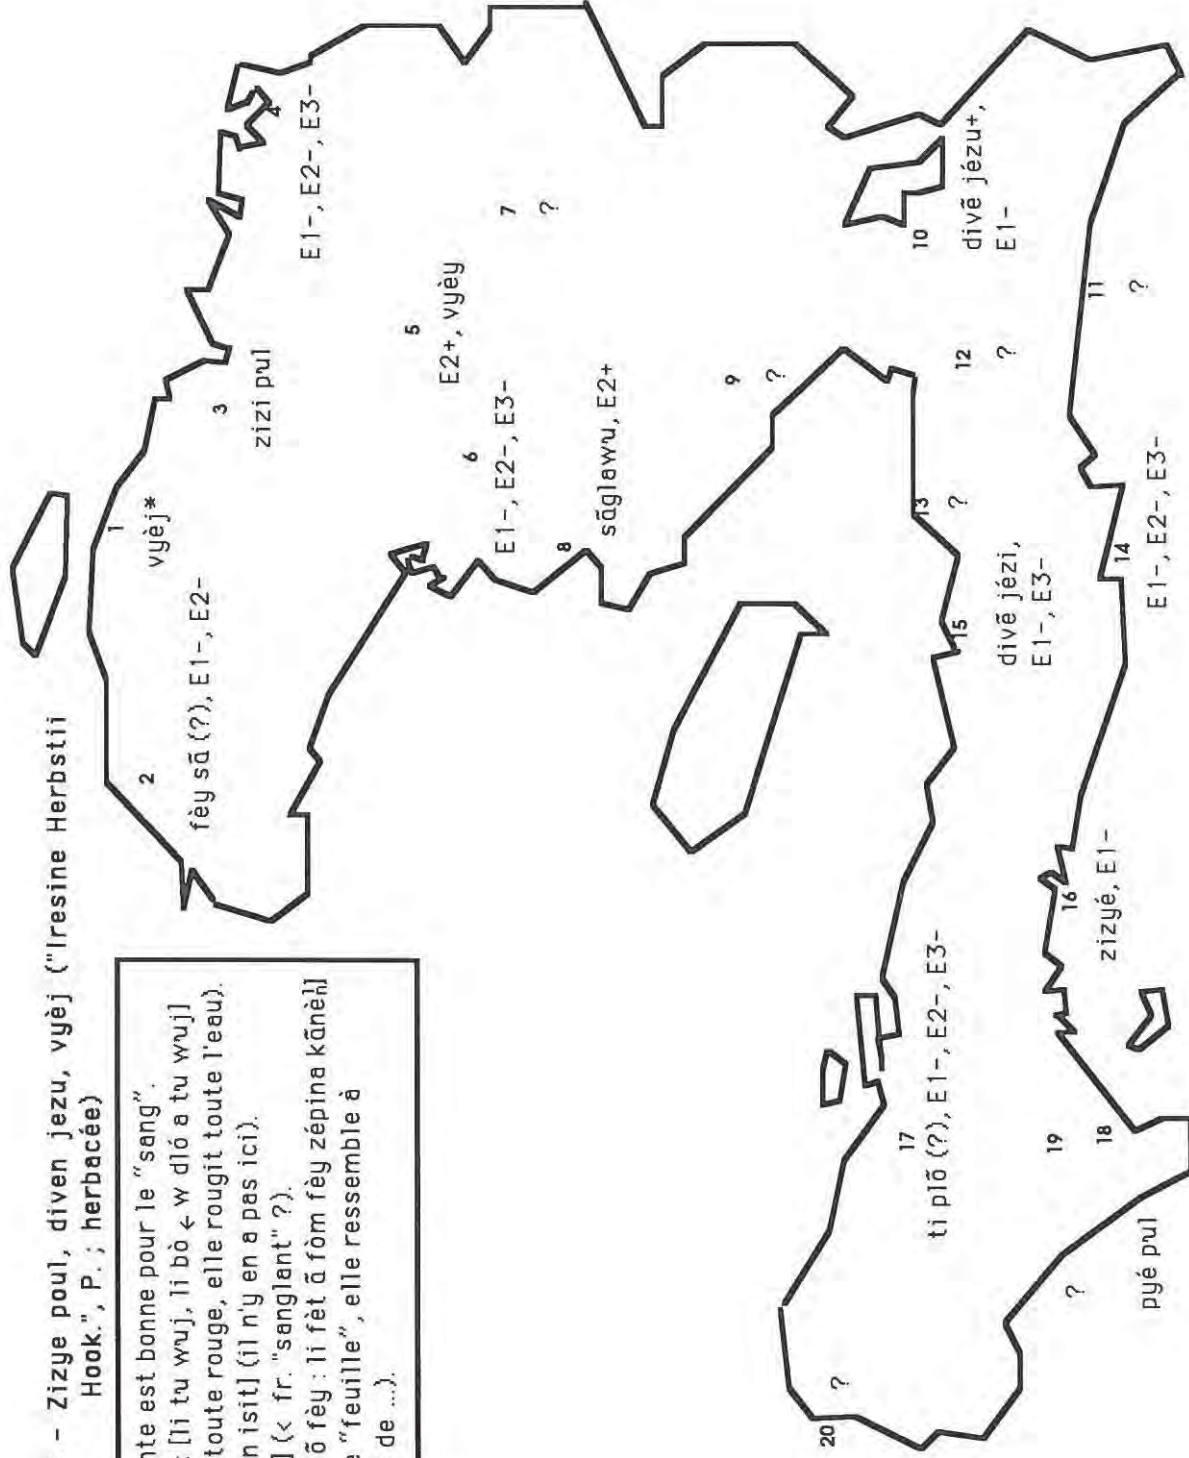 - Zizye poul, diven jezu, vyèj ("Iresine Herbstii
Hook.", P. ; herbacée)
nte est bonne pour le "sang".
[li tu wuj, li bò ← w dló a tu wuj]
toute rouge, elle rougit toute l'eau).
n isit] (il n'y en a pas ici).
] (< fr. "sanglant" ?).
õ fèy : li fèt ã fòm fèy zépina kãnèṅ]
e "feuille", elle ressemble à
de ...).
1
vyèj*
2
fèy sã (?), E1-, E2-
3
zizi pul
4
E1-, E2-, E3-
5
E2+, vyèy
6
E1-, E2-, E3-
7
?
8
sãglawu, E2+
9
?
10
divẽ jézu+,
E1-
11
?
12
?
13
?
14
E1-, E2-, E3-
15
divẽ jézi,
E1-, E3-
16
zizyé, E1-
17
ti plõ (?), E1-, E2-, E3-
18
pyé pul
19
?
20
?